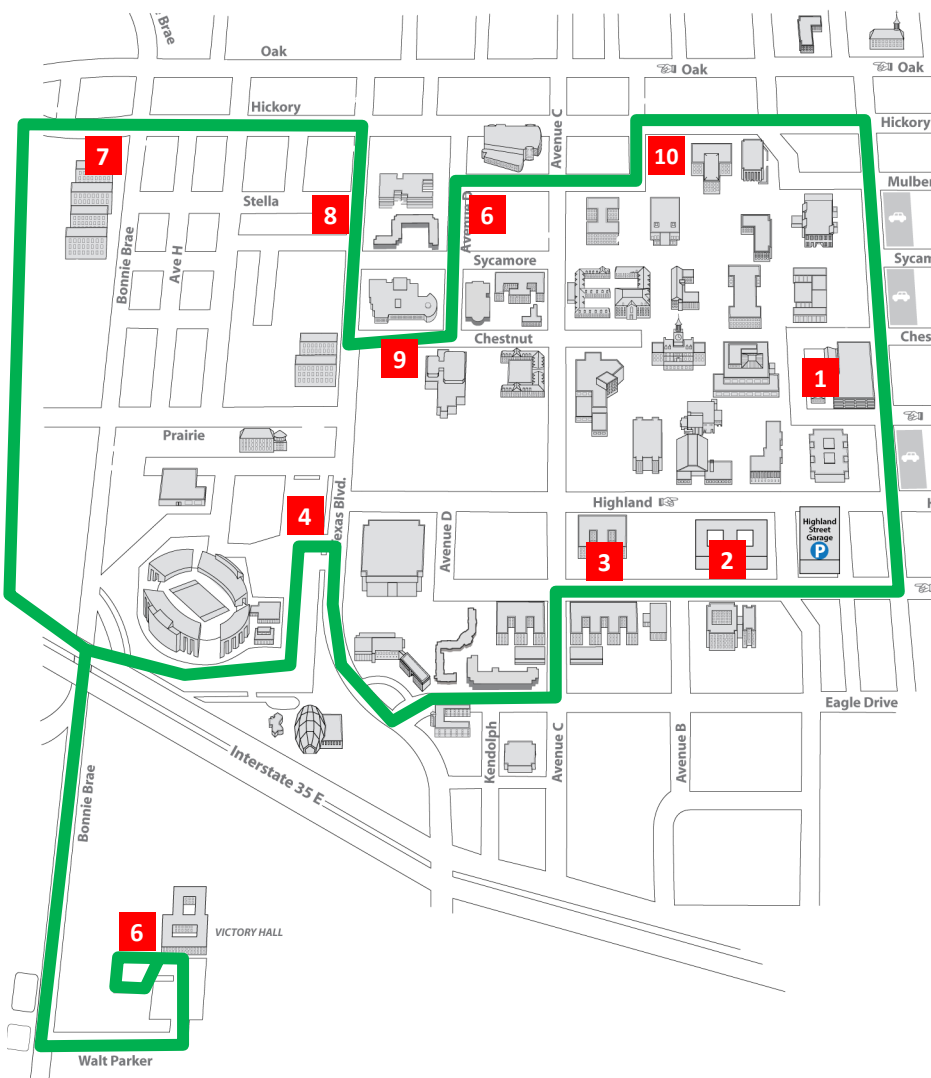 Brae
Oak
Oak
Oak
Hickory
Avenue C
Hickory
7
10
Mulber
Stella
8
6
Avenue D
Bonnie Brae
Ave H
Sycamore
Sycam
Chestnut
Ches
9
1
Prairie
Texas Blvd.
4
Highland
Avenue D
Highland
Street
Garage
P
3
2
Eagle Drive
Interstate 35 E
Kendolph
Avenue C
Avenue B
Bonnie Brae
6
VICTORY HALL
Walt Parker